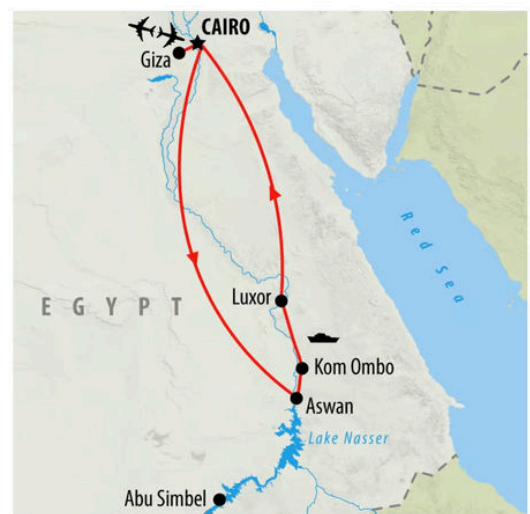 CAIRO
Giza
Red Sea
EGYPT
Luxor
Kom Ombo
Aswan
Lake Nasser
Abu Simbel